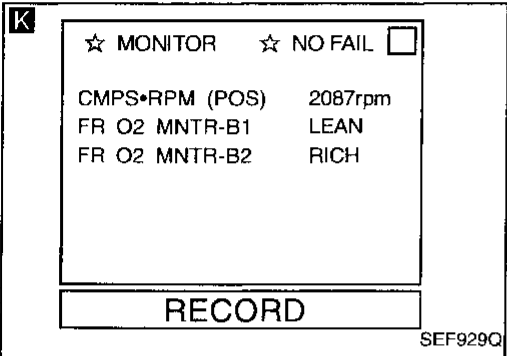 K
☆ MONITOR ☆ NO FAIL
CMPS•RPM (POS) 2087rpm
FR O2 MNTR-B1 LEAN
FR O2 MNTR-B2 RICH
RECORD
SEF929Q